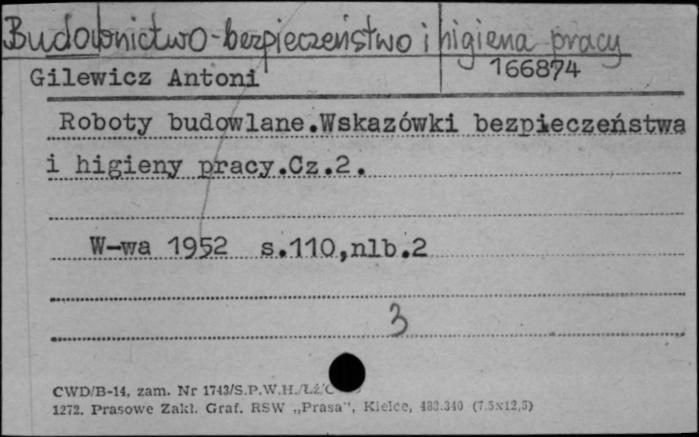 Budownictwo-bezpieczeństwo i higiena pracy
Gilewicz Antoni 166874
Roboty budowlane.Wskazówki bezpieczeństwa
i higieny pracy.Cz.2.
W-wa 1952 s.110,nlb.2
3
CWD/B-14, zam. Nr 1743/S.P.W.H./Łź/C
1272. Prasowe Zakł. Graf. RSW „Prasa", Kielce, 483.340 (7.5x12,5)